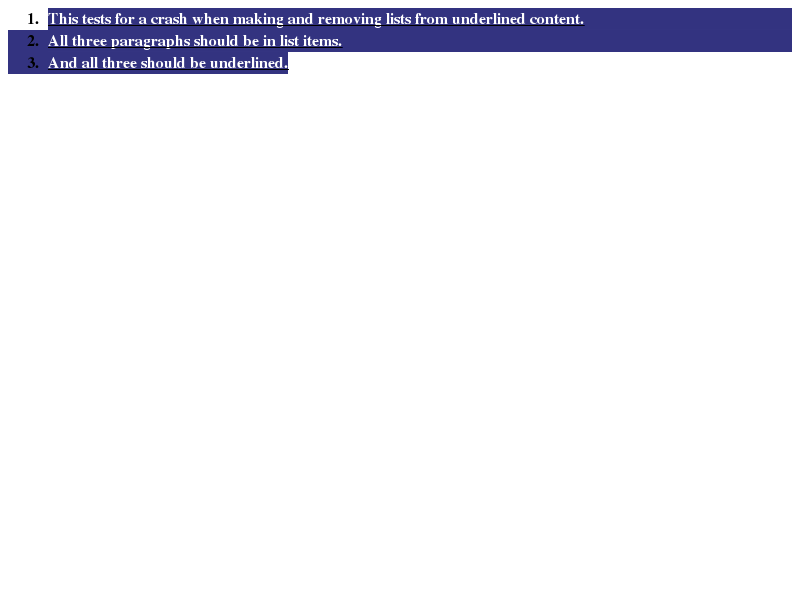 1. This tests for a crash when making and removing lists from underlined content.
2. All three paragraphs should be in list items.
3. And all three should be underlined.